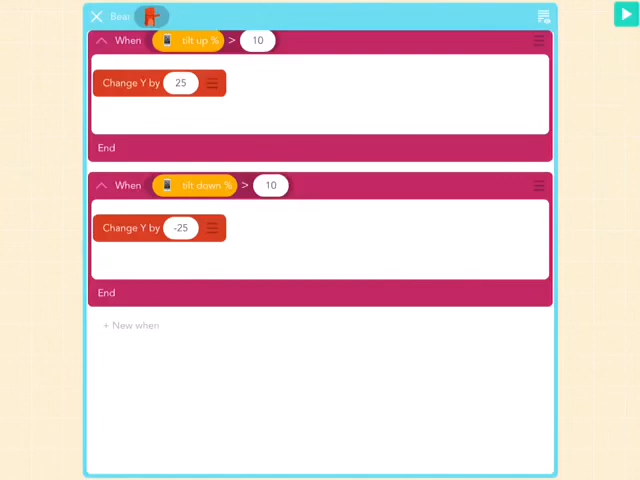 Bear
When tilt up % > 10
Change Y by 25
End
When tilt down % > 10
Change Y by -25
End
+ New when